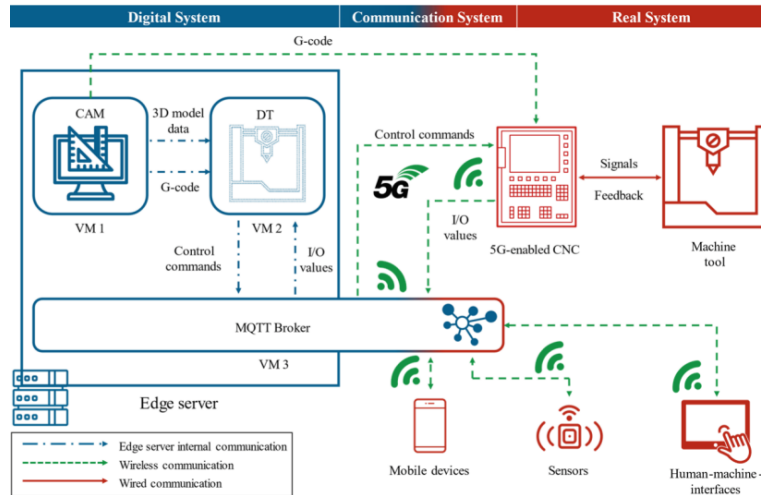 Digital System
Communication System
Real System
G-code
CAM
3D model
data
DT
G-code
VM 1
VM 2
Control commands
5G
I/O
values
5G-enabled CNC
Signals
Feedback
Machine
tool
Control
commands
I/O
values
MQTT Broker
VM 3
Edge server
Edge server internal communication
Wireless communication
Wired communication
Mobile devices
Sensors
Human-machine-
interfaces